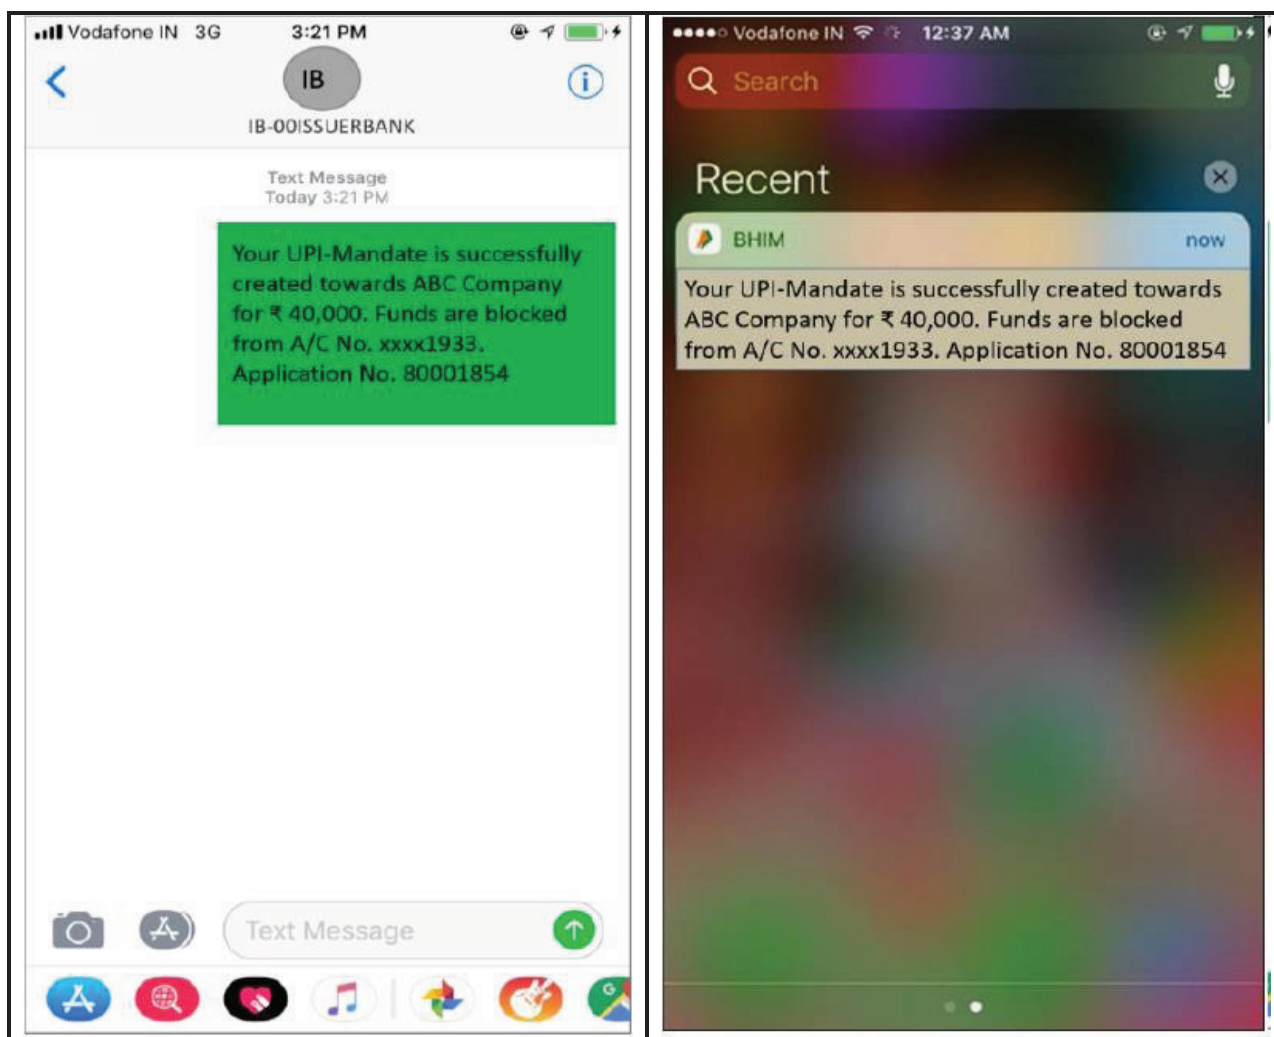 Vodafone IN 3G 3:21 PM
IB
IB-00ISSUERBANK
Text Message
Today 3:21 PM
Your UPI-Mandate is successfully
created towards ABC Company
for ₹ 40,000. Funds are blocked
from A/C No. xxxx1933.
Application No. 80001854
Text Message
Vodafone IN 12:37 AM
Search
Recent
BHIM now
Your UPI-Mandate is successfully created towards
ABC Company for ₹ 40,000. Funds are blocked
from A/C No. xxxx1933. Application No. 80001854